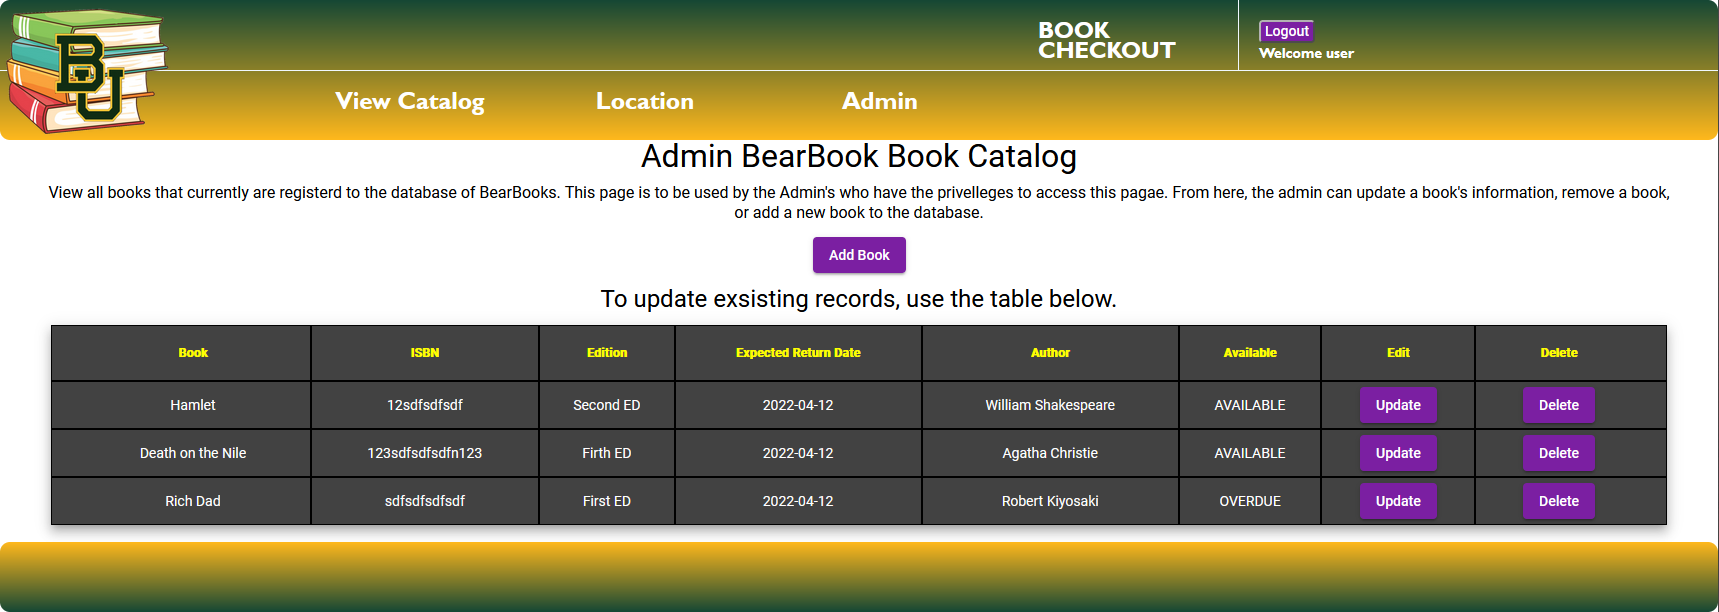 BU
BOOK
CHECKOUT
Logout
Welcome user
View Catalog Location Admin
Admin BearBook Book Catalog
View all books that currently are registerd to the database of BearBooks. This page is to be used by the Admin's who have the privelleges to access this pagae. From here, the admin can update a book's information, remove a book,
or add a new book to the database.
Add Book
To update exsisting records, use the table below.
Book ISBN Edition Expected Return Date Author Available Edit Delete
Hamlet 12sdfsdfsdf Second ED 2022-04-12 William Shakespeare AVAILABLE Update Delete
Death on the Nile 123sdfsdfsdfn123 Firth ED 2022-04-12 Agatha Christie AVAILABLE Update Delete
Rich Dad sdfsdfsdfsdf First ED 2022-04-12 Robert Kiyosaki OVERDUE Update Delete